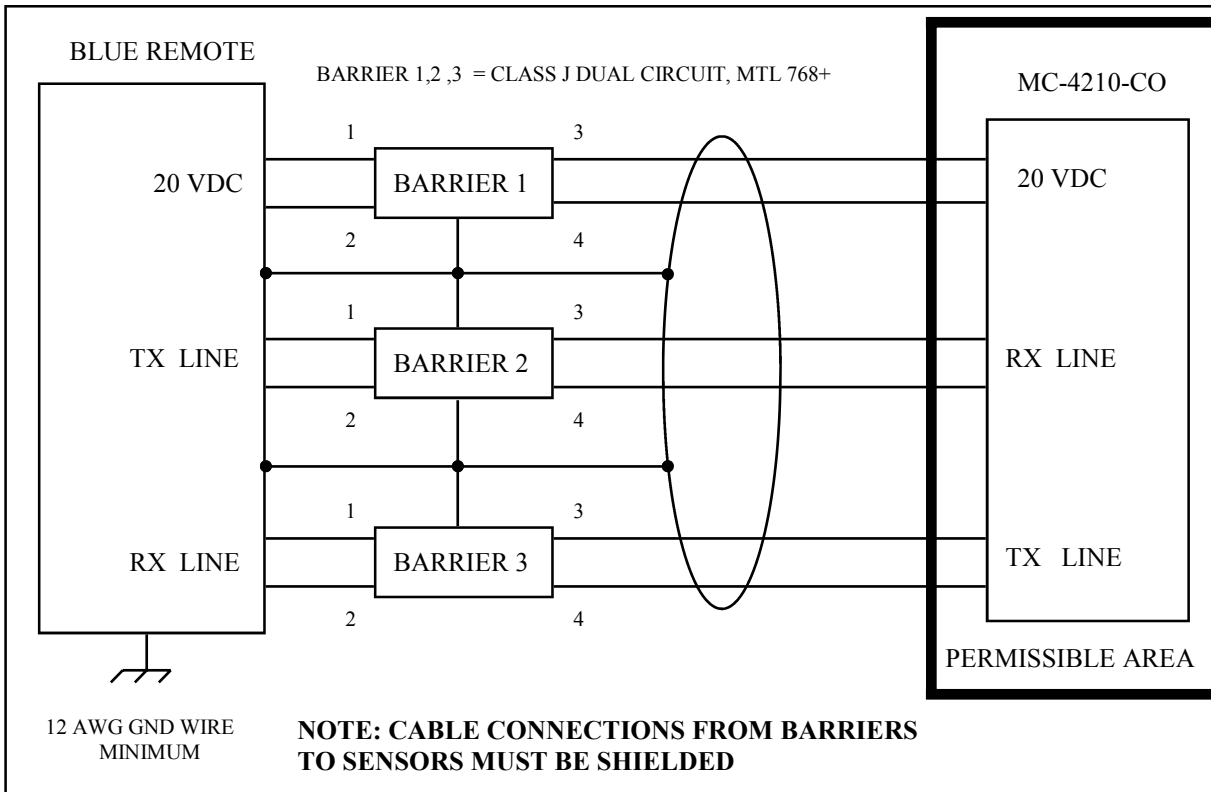 BLUE REMOTE
BARRIER 1,2 ,3 = CLASS J DUAL CIRCUIT, MTL 768+
MC-4210-CO
1
3
20 VDC
BARRIER 1
20 VDC
2
4
1
3
TX LINE
BARRIER 2
RX LINE
2
4
1
3
RX LINE
BARRIER 3
TX LINE
2
4
PERMISSIBLE AREA
12 AWG GND WIRE
MINIMUM
NOTE: CABLE CONNECTIONS FROM BARRIERS
TO SENSORS MUST BE SHIELDED